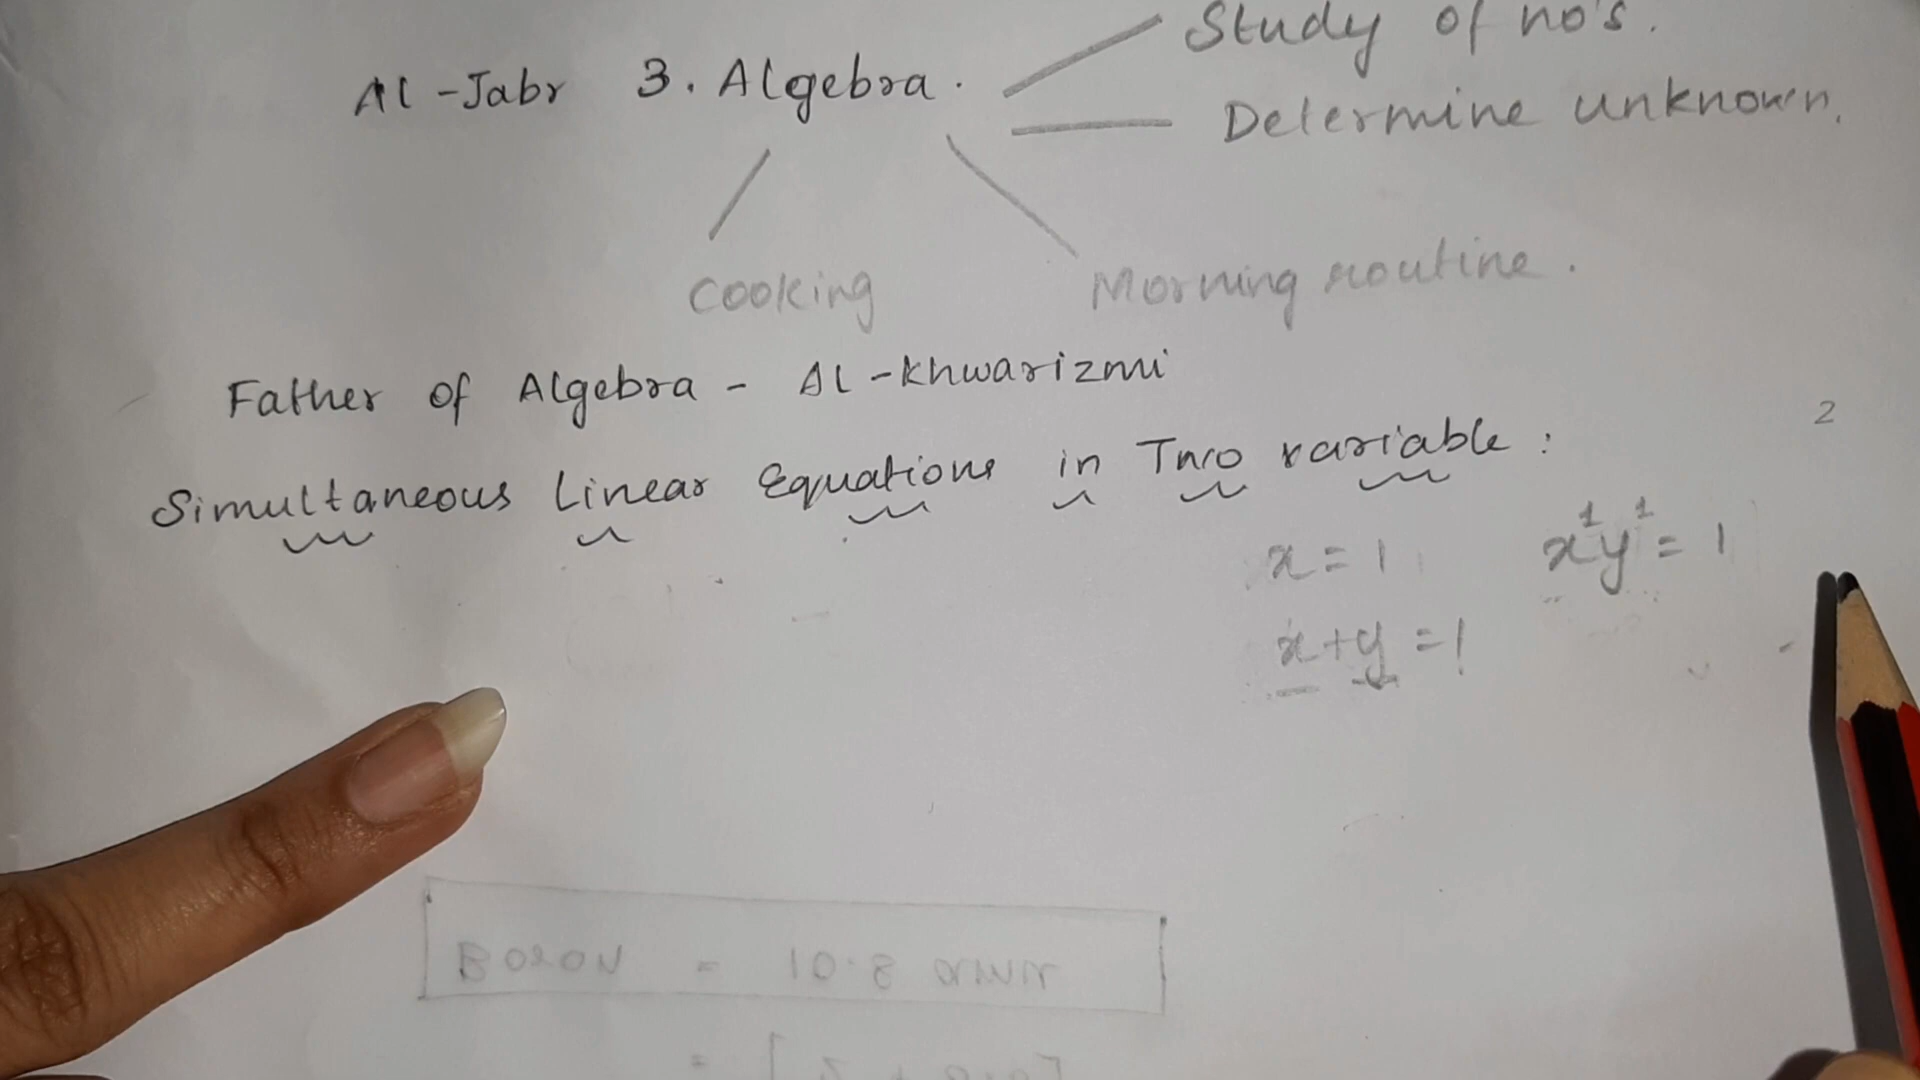 Study of no's.
Al-Jabr 3. Algebra.
Determine unknown.
Cooking
Morning routine.
Father of Algebra - Al-Khwarizmi
2
Simultaneous Linear Equations in Two variable :
x = 1
x¹y¹ = 1
x+y = 1
Boron = 10.8 amu